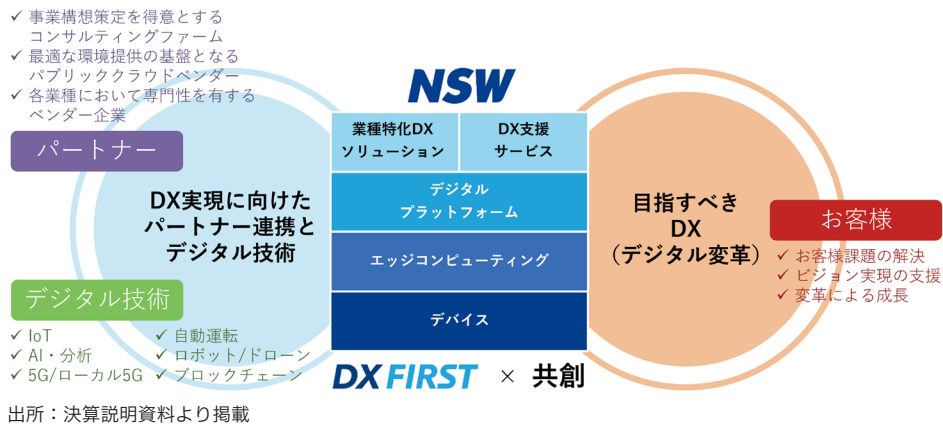 ✓ 事業構想策定を得意とする
コンサルティングファーム
✓ 最適な環境提供の基盤となる
パブリッククラウドベンダー
✓ 各業種において専門性を有する
ベンダー企業
パートナー
DX実現に向けた
パートナー連携と
デジタル技術
デジタル技術
✓ IoT
✓ AI・分析
✓ 5G/ローカル5G
✓ 自動運転
✓ ロボット/ドローン
✓ ブロックチェーン
NSW
業種特化DX
ソリューション
DX支援
サービス
デジタル
プラットフォーム
エッジコンピューティング
デバイス
DX FIRST × 共創
目指すべき
DX
（デジタル変革）
お客様
✓ お客様課題の解決
✓ ビジョン実現の支援
✓ 変革による成長
出所：決算説明資料より掲載